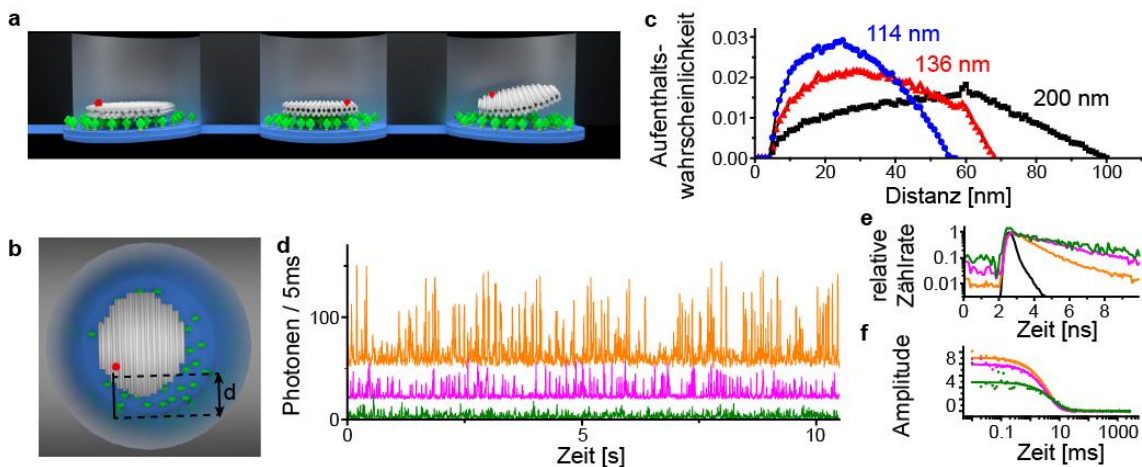 a
b
d
c
Aufenthalts-
wahrscheinlichkeit
0.03
0.02
0.01
0.00
114 nm
136 nm
200 nm
0 20 40 60 80 100
Distanz [nm]
d
Photonen / 5ms
100
0
0 5 10
Zeit [s]
e
relative
Zählrate
1
0.1
0.01
0 2 4 6 8
Zeit [ns]
f
Amplitude
8
4
0
0.1 10 1000
Zeit [ms]